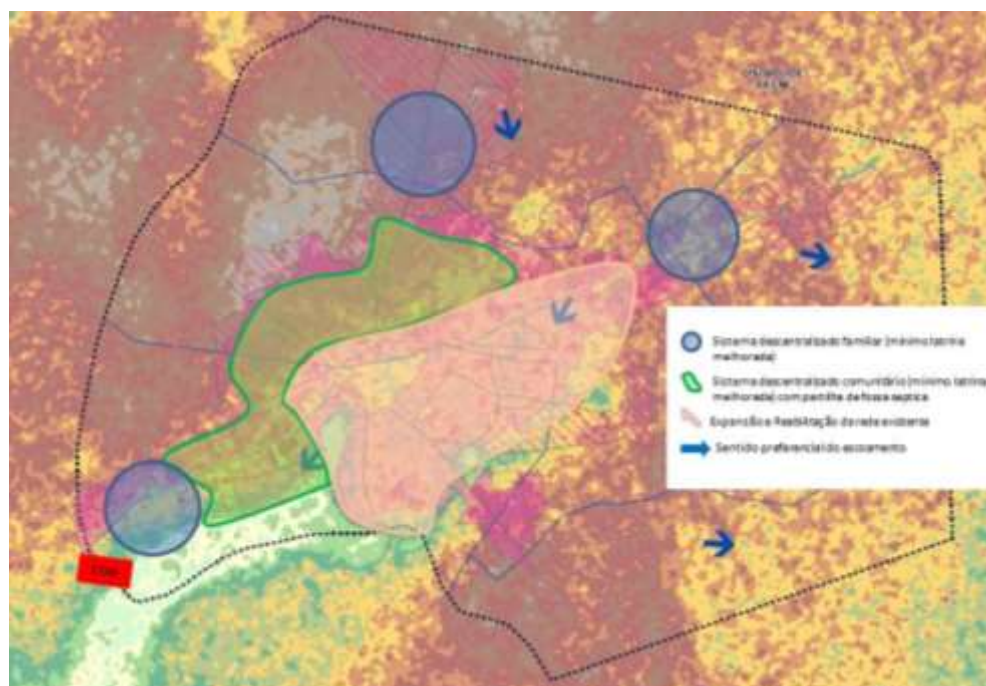 Sistema descentralizado familiar (mínimo latrina
melhorada)
Sistema descentralizado comunitário (mínimo latrina
melhorada) com partilha de fossa septica
Expansão e Reabilitação da rede existente
Sentido preferencial do escoamento